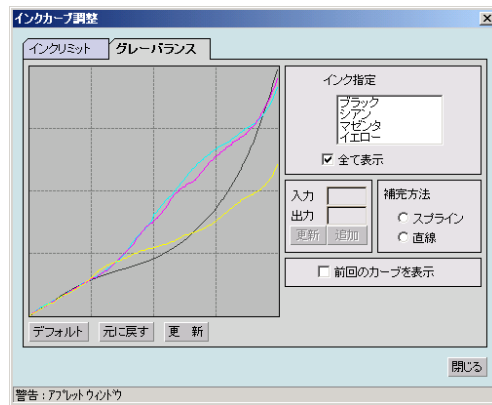 インクカーブ調整
インクリミット
グレーバランス
インク指定
ブラック
シアン
マゼンタ
イエロー
全て表示
入力
出力
更新
追加
補完方法
スプライン
直線
前回のカーブを表示
デフォルト
元に戻す
更 新
閉じる
警告 : アプレット ウィンドウ